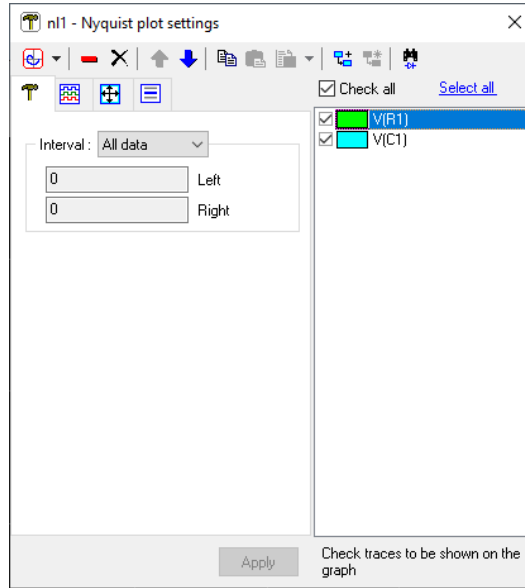 nl1 - Nyquist plot settings
Check all
Select all
V(R1)
V(C1)
Interval : All data
0 Left
0 Right
Apply
Check traces to be shown on the
graph